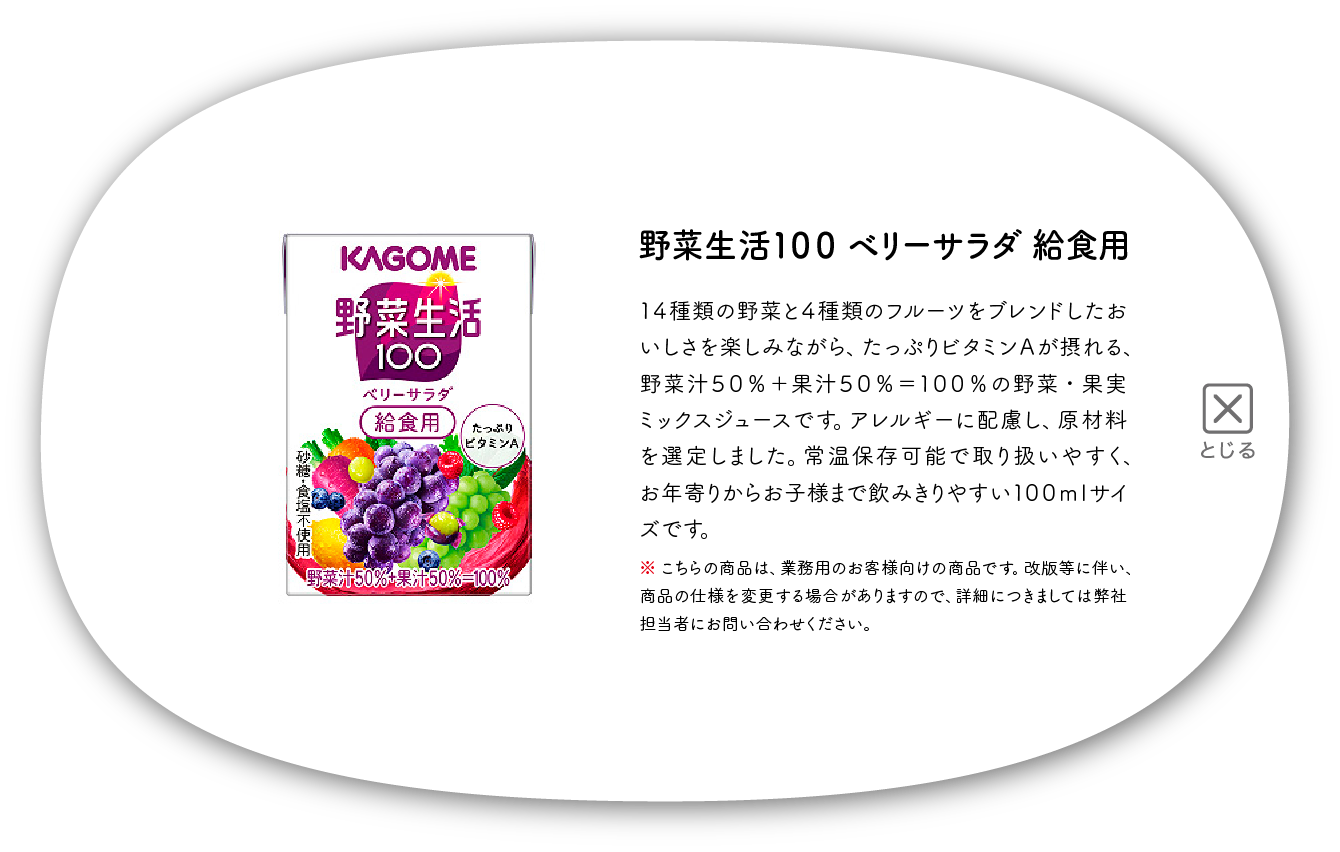 KAGOME
野菜生活
100
ベリーサラダ
給食用
たっぷり
ビタミンA
砂糖・食塩不使用
野菜汁50%+果汁50%=100%
野菜生活100 ベリーサラダ 給食用
14種類の野菜と4種類のフルーツをブレンドしたお
いしさを楽しみながら、たっぷりビタミンAが摂れる、
野菜汁50%+果汁50%=100%の野菜・果実
ミックスジュースです。アレルギーに配慮し、原材料
を選定しました。常温保存可能で取り扱いやすく、
お年寄りからお子様まで飲みきりやすい100mlサイ
ズです。
※ こちらの商品は、業務用のお客様向けの商品です。改版等に伴い、
商品の仕様を変更する場合がありますので、詳細につきましては弊社
担当者にお問い合わせください。
とじる